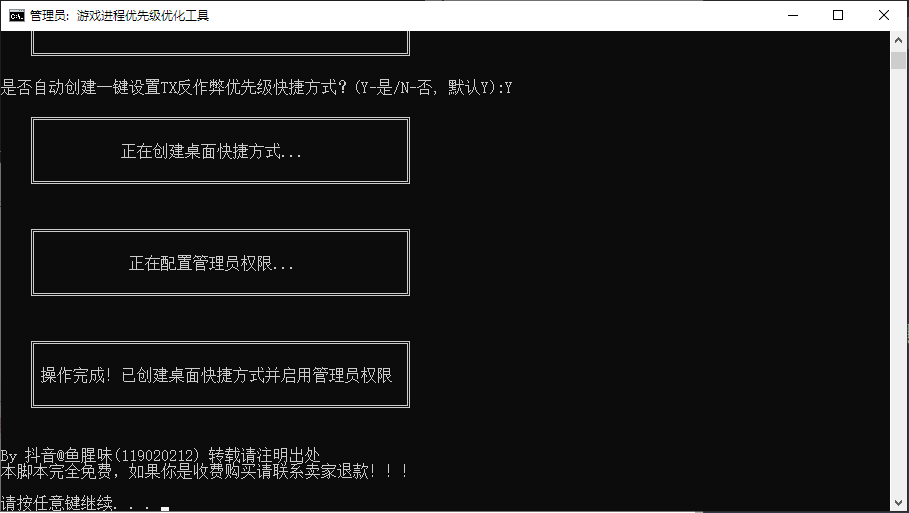 管理员: 游戏进程优先级优化工具
是否自动创建一键设置TX反作弊优先级快捷方式？(Y-是/N-否, 默认Y):Y
正在创建桌面快捷方式...
正在配置管理员权限...
操作完成! 已创建桌面快捷方式并启用管理员权限
By 抖音@鱼腥味(119020212) 转载请注明出处
本脚本完全免费，如果你是收费购买请联系卖家退款！！！
请按任意键继续. . .